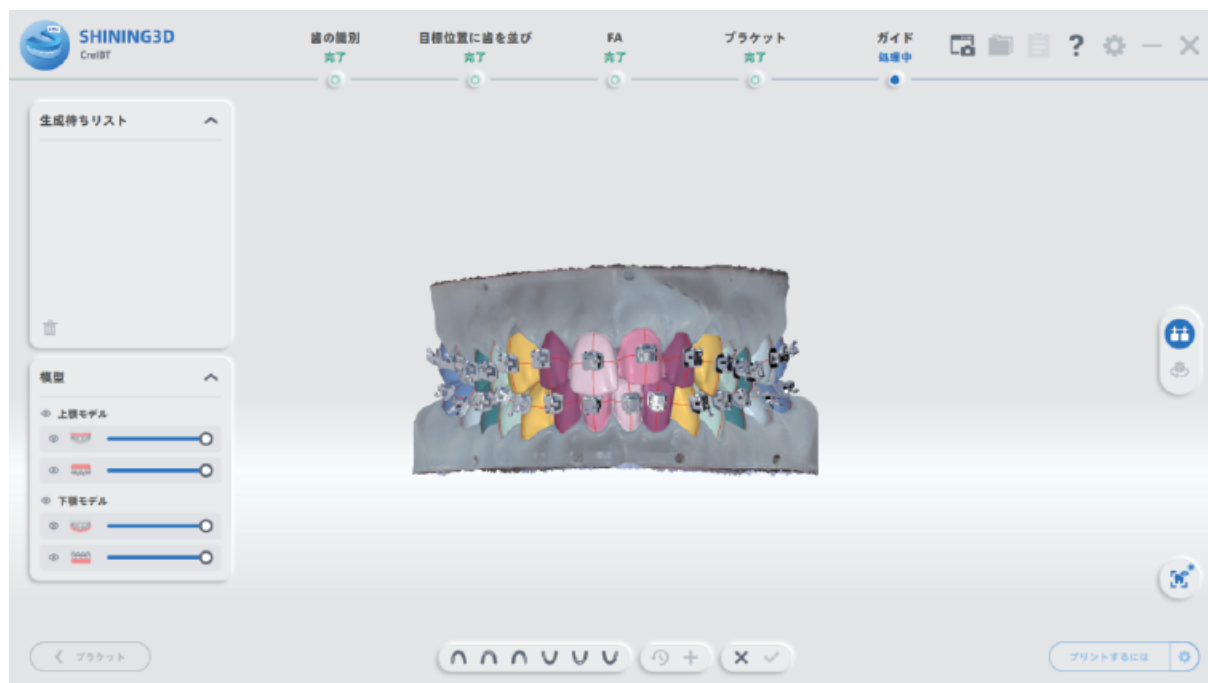 SHINING3D
CreIBT
歯の識別
完了
目標位置に歯を並び
完了
FA
完了
ブラケット
完了
ガイド
処理中
生成待ちリスト
模型
上顎モデル
下顎モデル
ブラケット
プリントするには